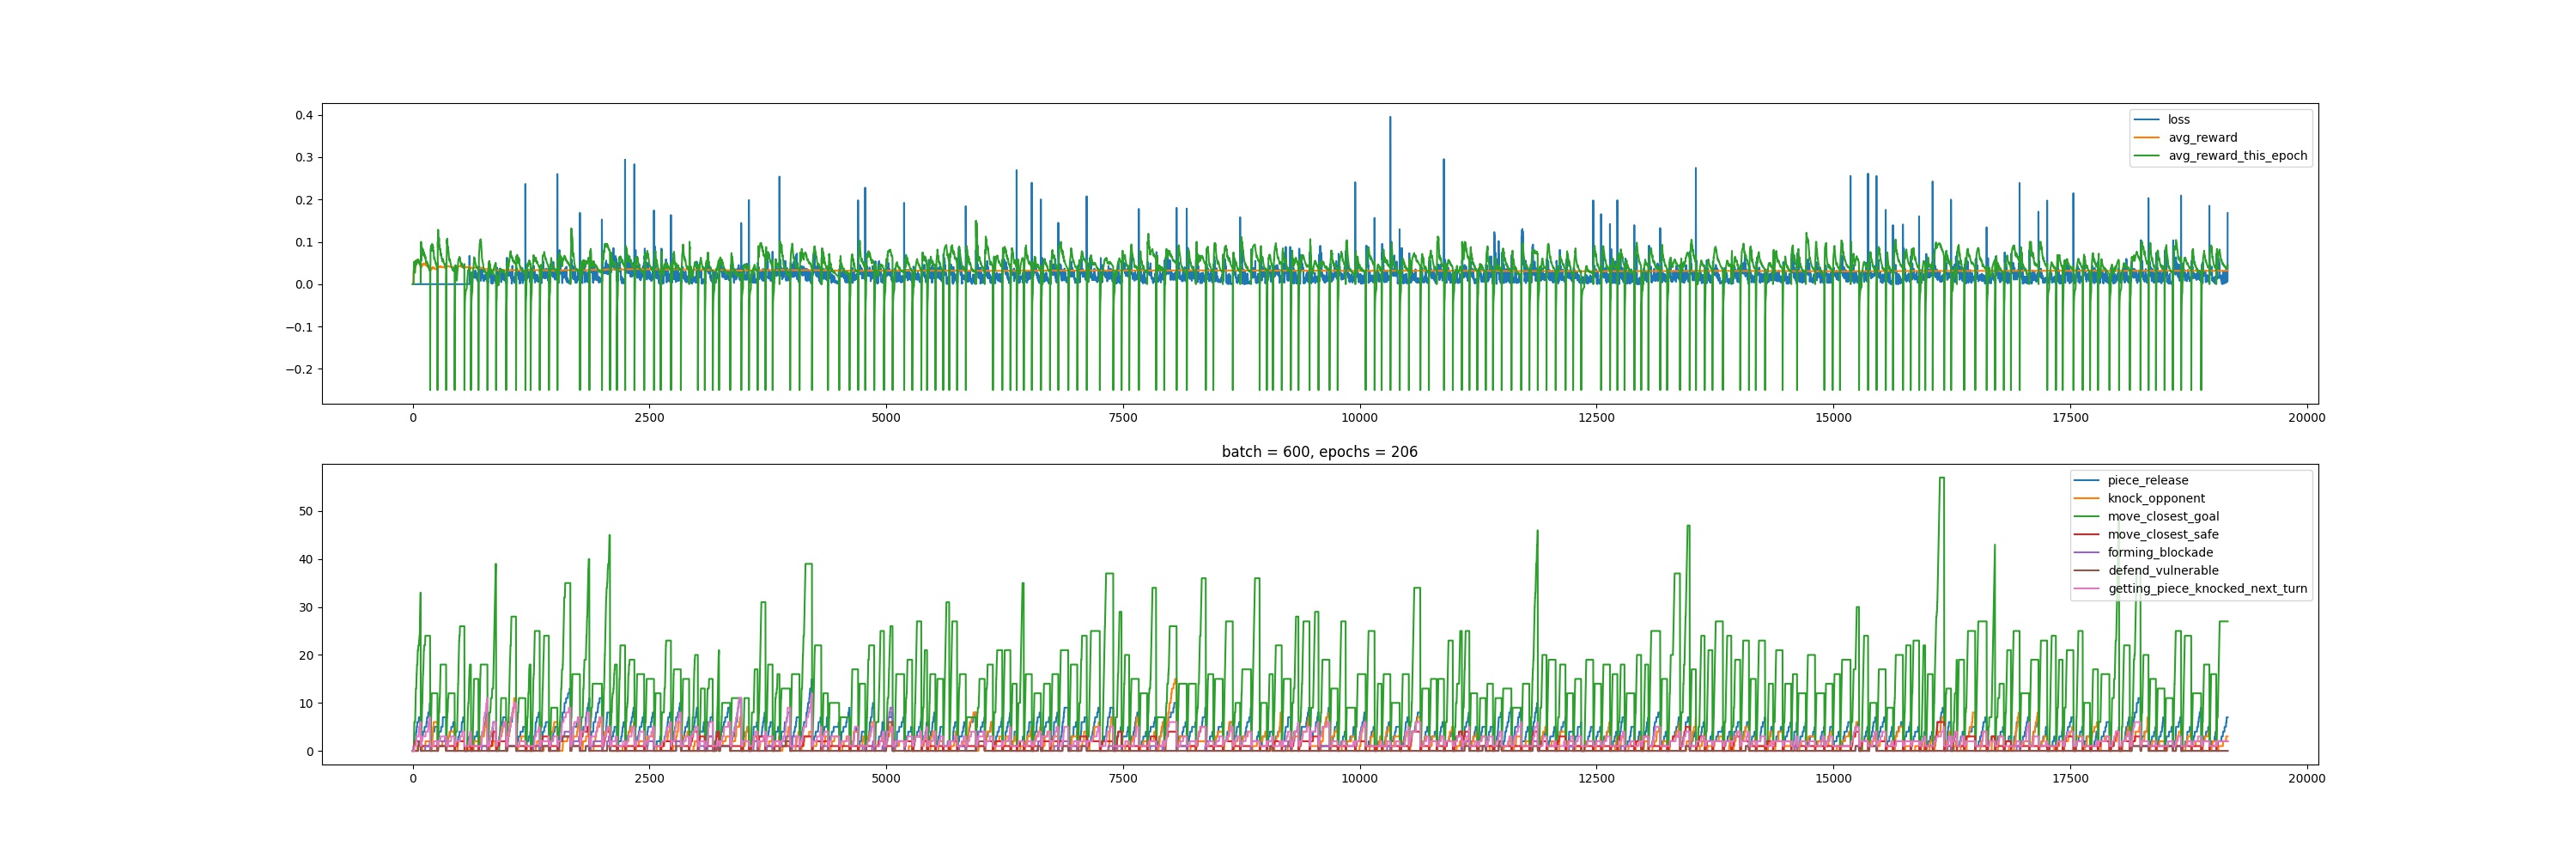 0.4
0.3
0.2
0.1
0.0
−0.1
−0.2
loss
avg_reward
avg_reward_this_epoch
0 2500 5000 7500 10000 12500 15000 17500 20000
batch = 600, epochs = 206
50
40
30
20
10
0
piece_release
knock_opponent
move_closest_goal
move_closest_safe
forming_blockade
defend_vulnerable
getting_piece_knocked_next_turn
0 2500 5000 7500 10000 12500 15000 17500 20000